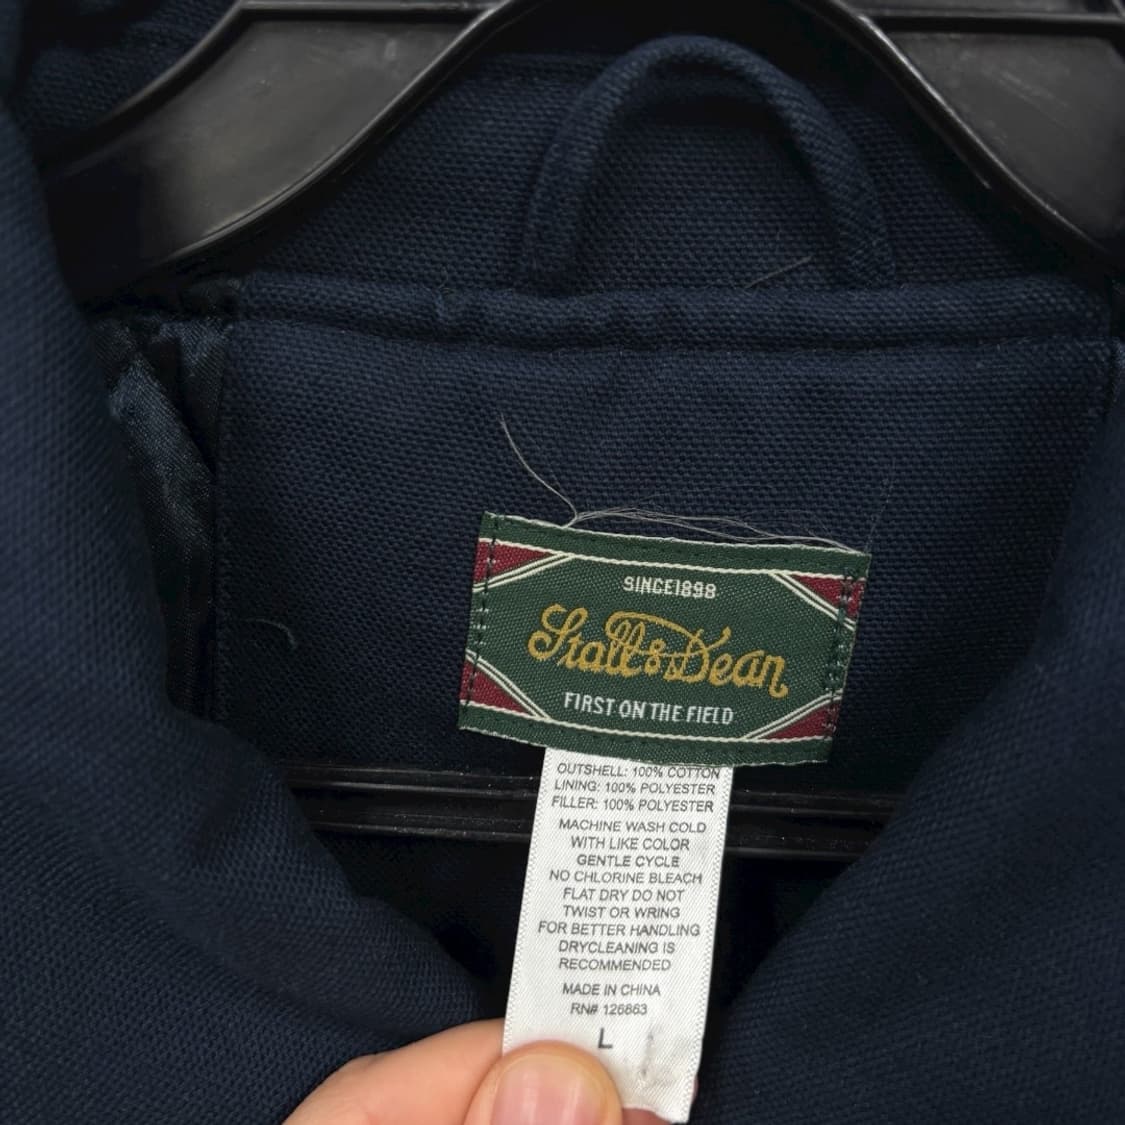 SINCE1898
Stall & Dean
FIRST ON THE FIELD
OUTSHELL: 100% COTTON
LINING: 100% POLYESTER
FILLER: 100% POLYESTER
MACHINE WASH COLD
WITH LIKE COLOR
GENTLE CYCLE
NO CHLORINE BLEACH
FLAT DRY DO NOT
TWIST OR WRING
FOR BETTER HANDLING
DRYCLEANING IS
RECOMMENDED
MADE IN CHINA
RN# 126863
L